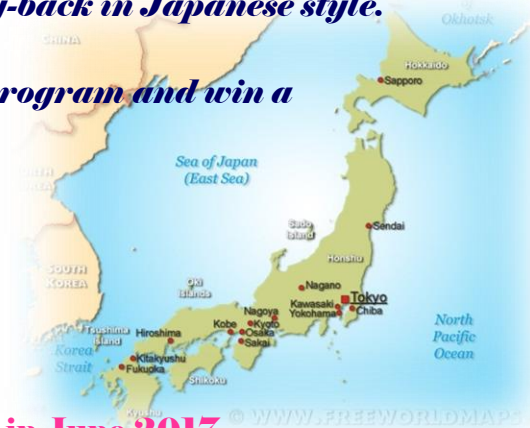 y-back in Japanese style.
Okhotsk
CHINA
rogram and win a
Hokkaido
Sapporo
Sea of Japan
(East Sea)
NORTH
KOREA
Sado
Island
Sendai
Honshu
SOUTH
KOREA
Oki
Islands
Nagano
Tokyo
Kawasaki
Yokohama
Chiba
Nagoya
Kobe
Kyoto
Osaka
Sakai
North
Pacific
Ocean
Tsushima
Island
Hiroshima
Korea
Strait
Kitakyushu
Fukuoka
Shikoku
Kyushu
in June 2017
© WWW.FREEWORLDMAPS